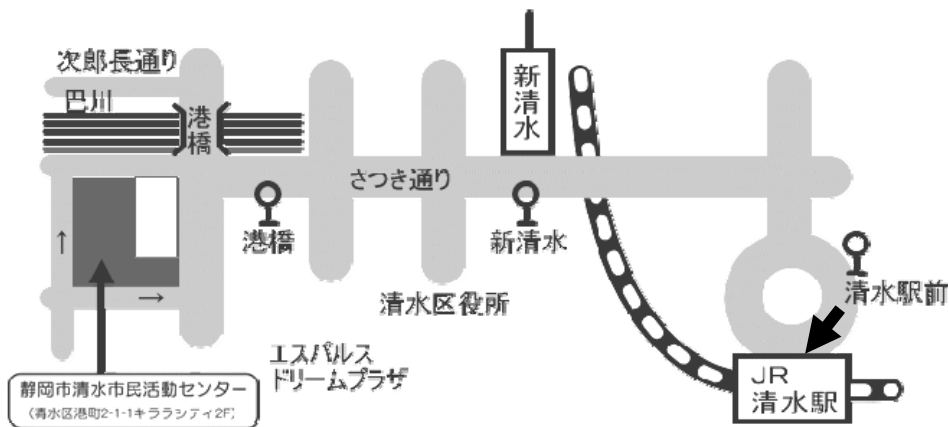 次郎長通り
巴川
港橋
新清水
さつき通り
港橋
新清水
清水駅前
清水区役所
エスパルス
ドリームプラザ
JR
清水駅
静岡市清水市民活動センター
(清水区港町2-1-1キララシティ2F)